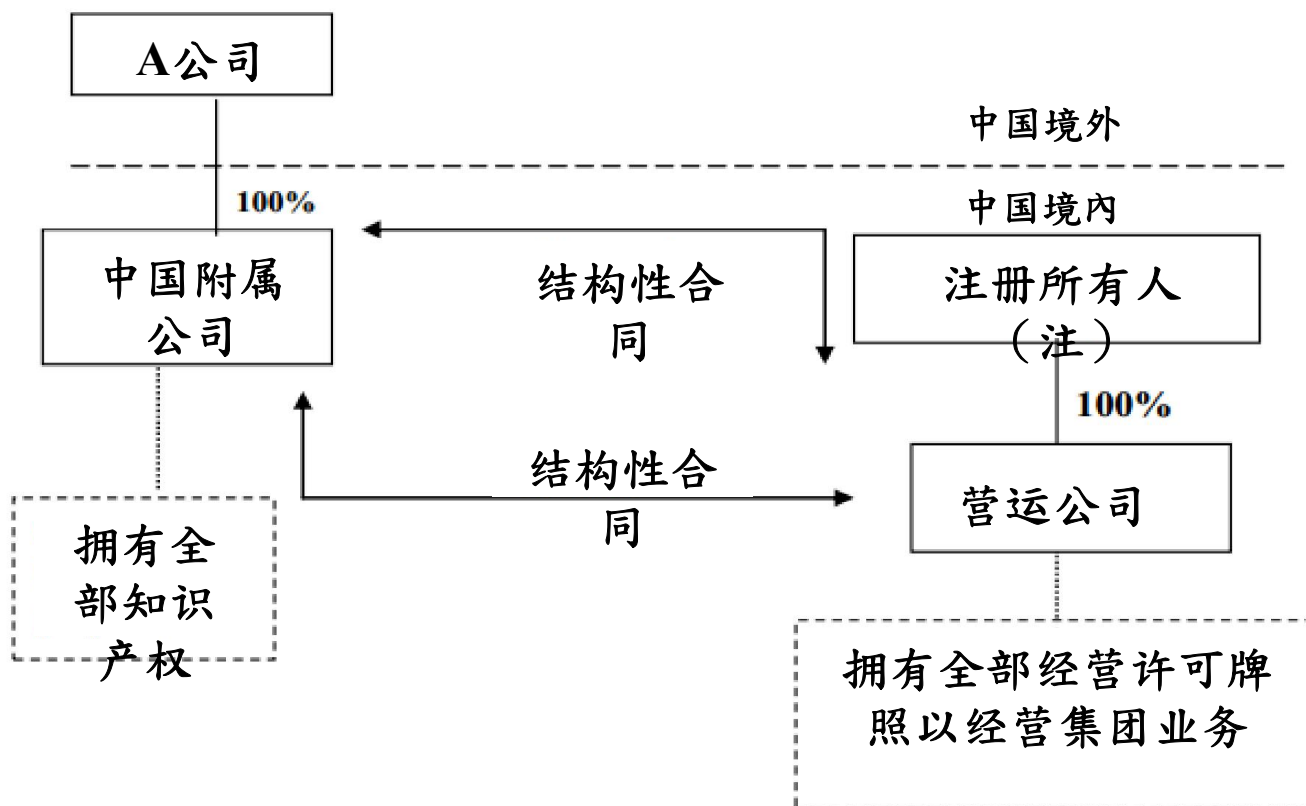 A公司
中国境外
100%
中国境內
中国附属
公司
结构性合
同
注册所有人
（注）
100%
结构性合
同
营运公司
拥有全
部知识
产权
拥有全部经营许可牌
照以经营集团业务